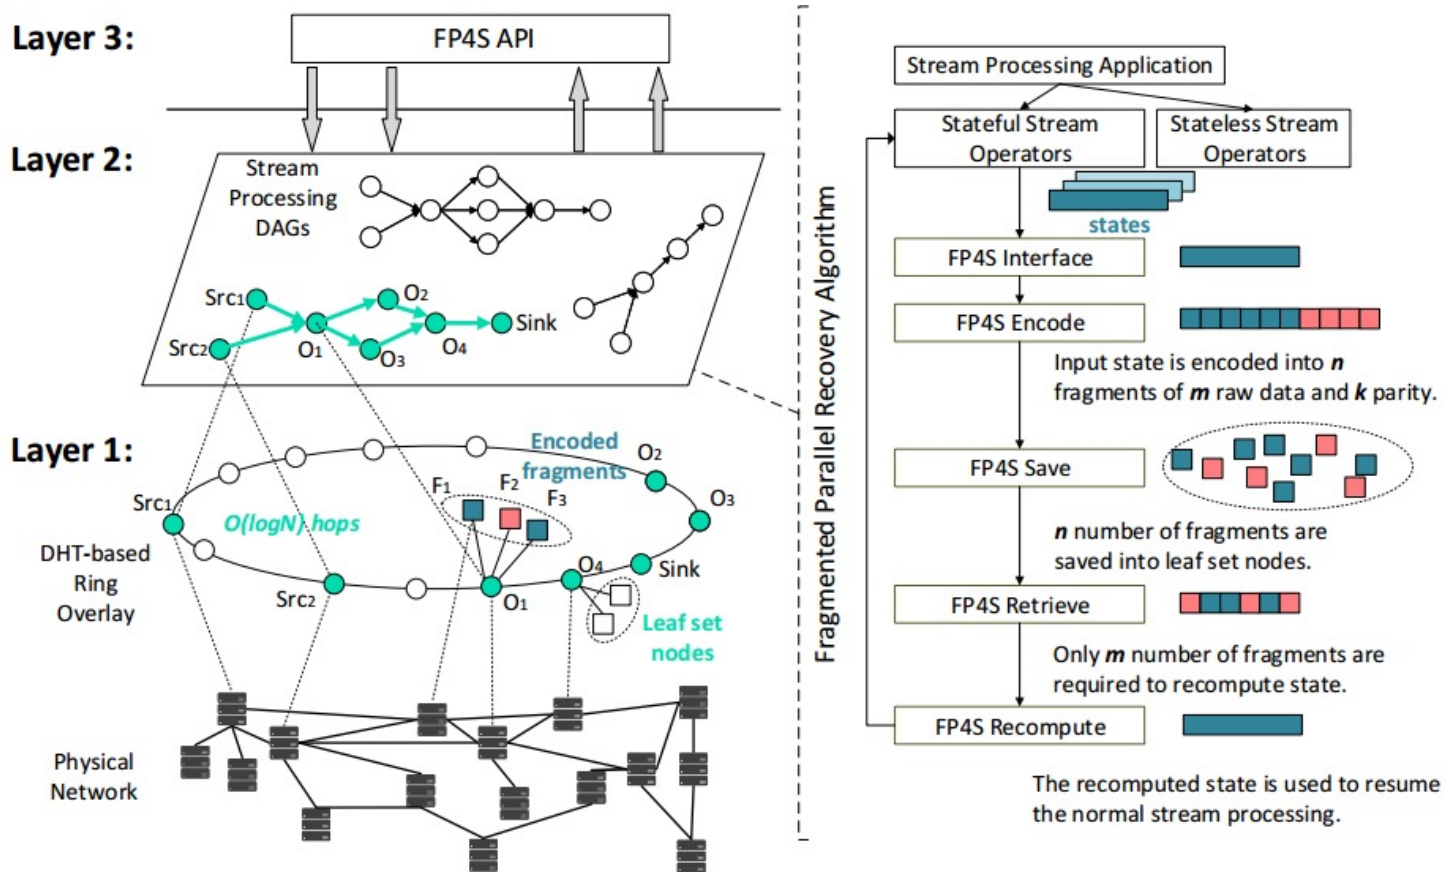 Layer 3:
FP4S API
Layer 2:
Stream
Processing
DAGs
Src1
O2
Sink
Src2
O1
O3
O4
Layer 1:
Encoded
fragments
O2
F1
F2
F3
O3
Src1
O(logN) hops
DHT-based
Ring
Overlay
O4
Sink
Src2
O1
Leaf set
nodes
Physical
Network
Fragmented Parallel Recovery Algorithm
Stream Processing Application
Stateful Stream
Operators
Stateless Stream
Operators
states
FP4S Interface
FP4S Encode
Input state is encoded into n
fragments of m raw data and k parity.
FP4S Save
n number of fragments are
saved into leaf set nodes.
FP4S Retrieve
Only m number of fragments are
required to recompute state.
FP4S Recompute
The recomputed state is used to resume
the normal stream processing.